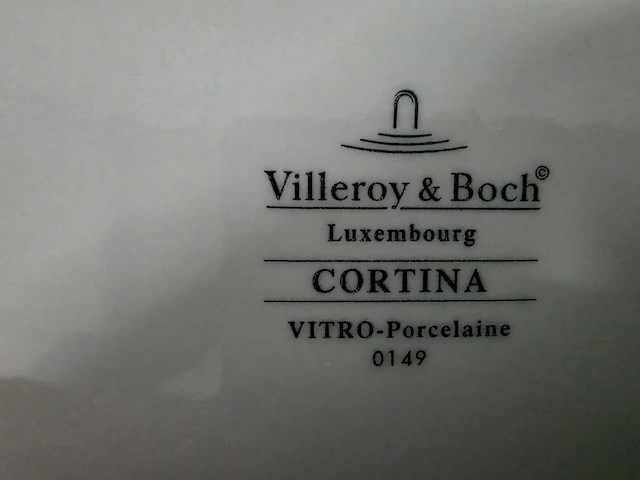 Villeroy & Boch©
Luxembourg
CORTINA
VITRO-Porcelaine
0149